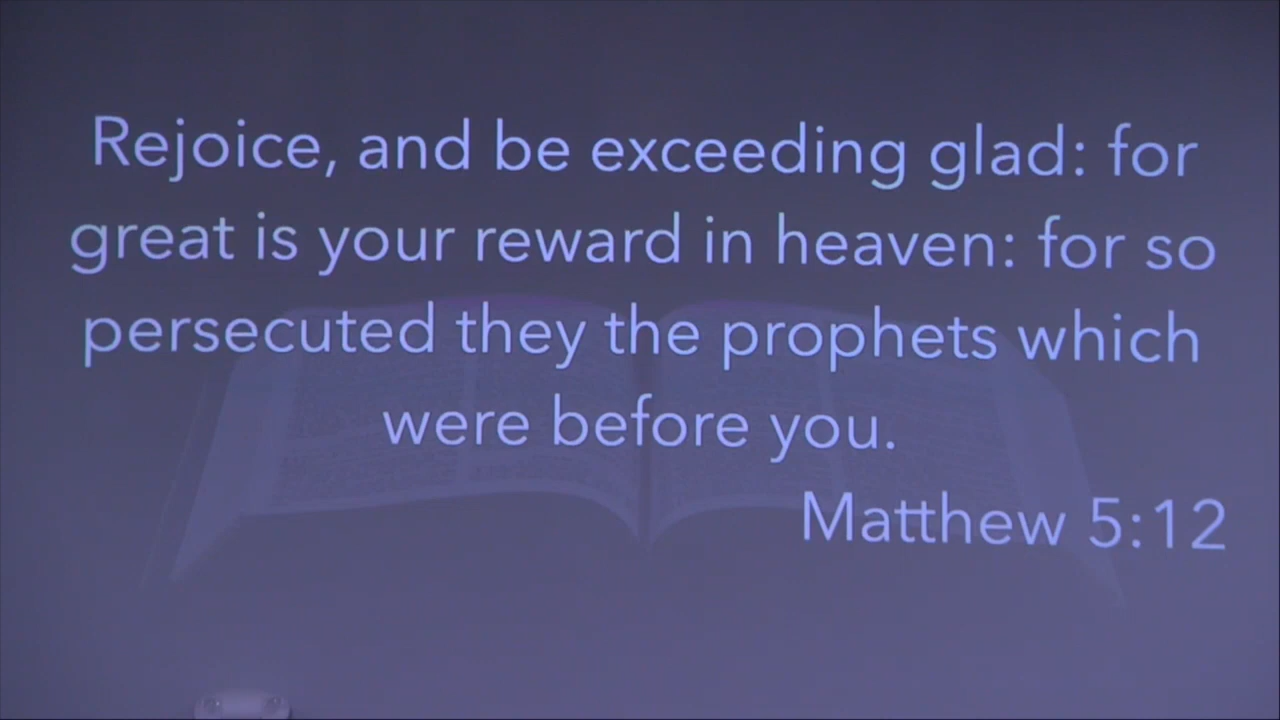 Rejoice, and be exceeding glad: for
great is your reward in heaven: for so
persecuted they the prophets which
were before you.
Matthew 5:12